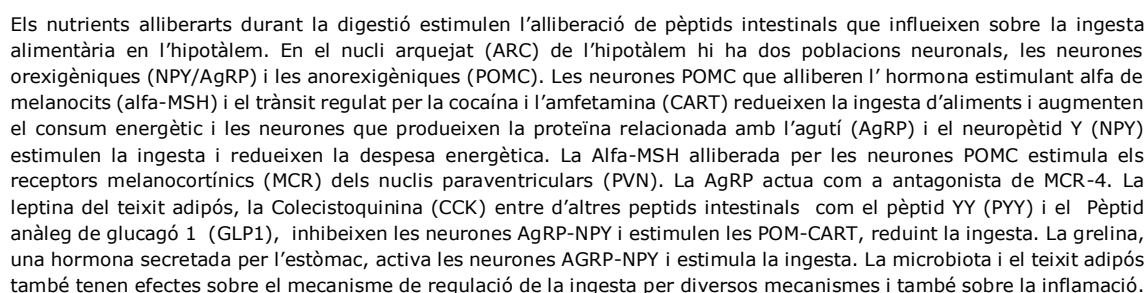 Els nutrients alliberarts durant la digestió estimulen l’alliberació de pèptids intestinals que influeixen sobre la ingesta
alimentària en l’hipotàlem. En el nucli arquejat (ARC) de l’hipotàlem hi ha dos poblacions neuronals, les neurones
orexigèniques (NPY/AgRP) i les anorexigèniques (POMC). Les neurones POMC que alliberen l’ hormona estimulant alfa de
melanocits (alfa-MSH) i el trànsit regulat per la cocaína i l’amfetamina (CART) redueixen la ingesta d’aliments i augmenten
el consum energètic i les neurones que produeixen la proteïna relacionada amb l’agutí (AgRP) i el neuropètid Y (NPY)
estimulen la ingesta i redueixen la despesa energètica. La Alfa-MSH alliberada per les neurones POMC estimula els
receptors melanocortínics (MCR) dels nuclis paraventriculars (PVN). La AgRP actua com a antagonista de MCR-4. La
leptina del teixit adipós, la Colecistoquinina (CCK) entre d’altres peptids intestinals com el pèptid YY (PYY) i el Pèptid
anàleg de glucagó 1 (GLP1), inhibeixen les neurones AgRP-NPY i estimulen les POM-CART, reduint la ingesta. La grelina,
una hormona secretada per l’estòmac, activa les neurones AGRP-NPY i estimula la ingesta. La microbiota i el teixit adipós
també tenen efectes sobre el mecanisme de regulació de la ingesta per diversos mecanismes i també sobre la inflamació.